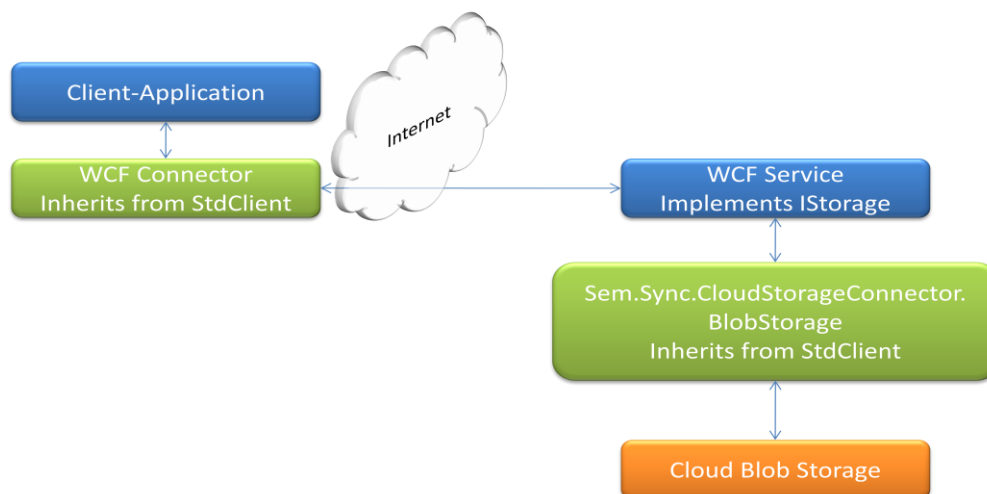 Client-Application
WCF Connector
Inherits from StdClient
Internet
WCF Service
Implements IStorage
Sem.Sync.CloudStorageConnector.
BlobStorage
Inherits from StdClient
Cloud Blob Storage